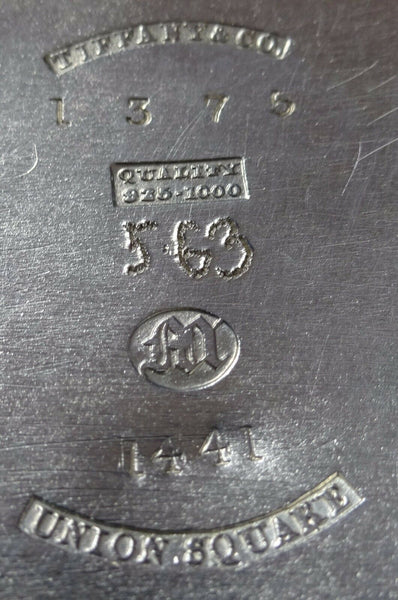 TIFFANY & CO.
1375
QUALITY
925-1000
563
M
1441
UNION SQUARE